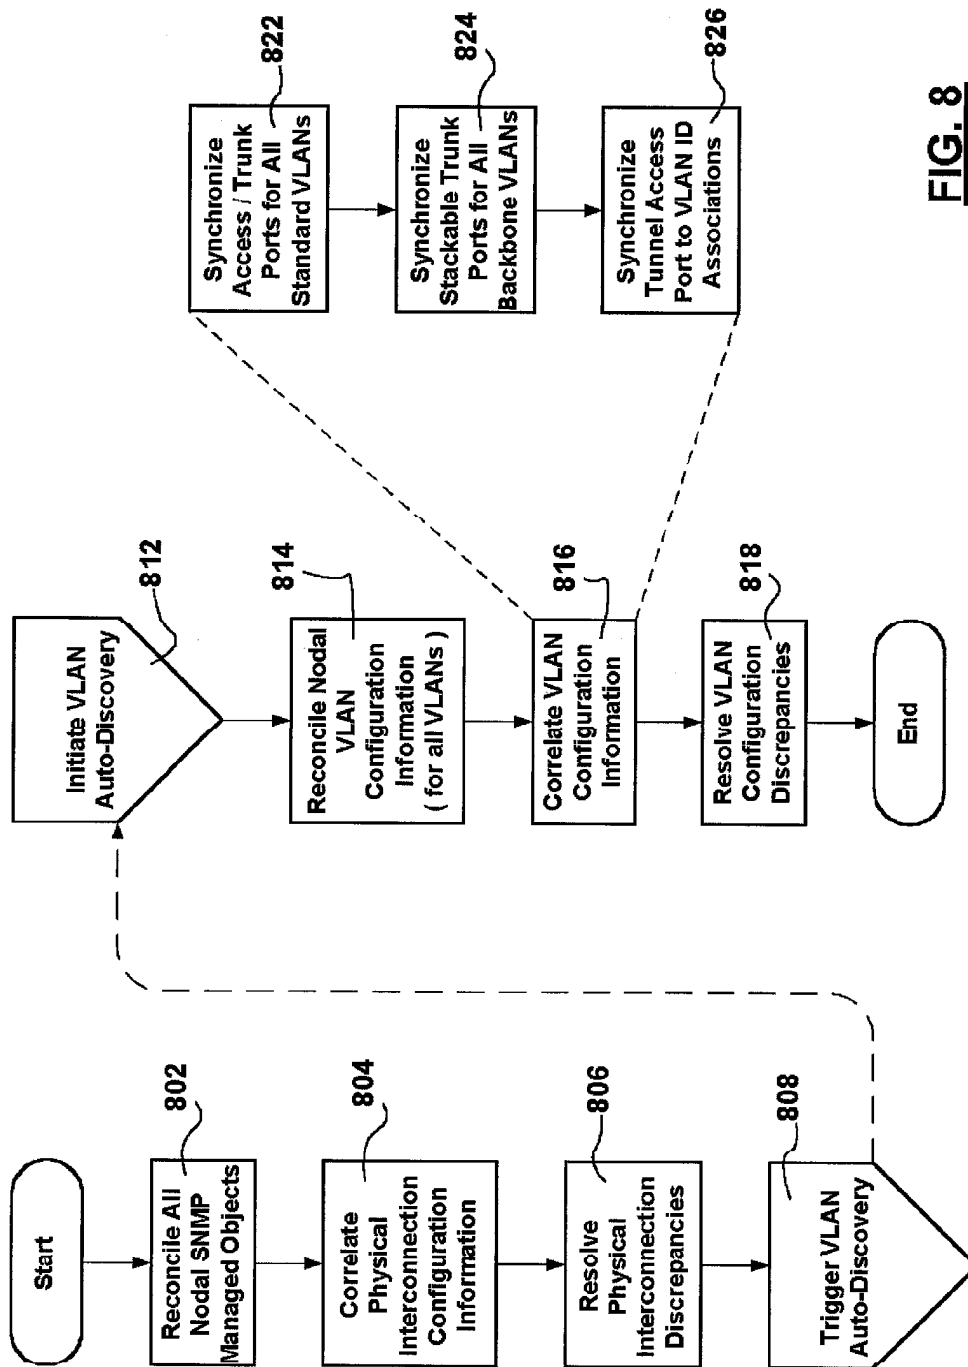 Start
Reconcile All
Nodal SNMP
Managed Objects
802
Correlate
Physical
Interconnection
Configuration
Information
804
Resolve
Physical
Interconnection
Discrepancies
806
Trigger VLAN
Auto-Discovery
808
Initiate VLAN
Auto-Discovery
812
Reconcile Nodal
VLAN
Configuration
Information
( for all VLANs )
814
Correlate VLAN
Configuration
Information
816
Resolve VLAN
Configuration
Discrepancies
818
End
Synchronize
Access / Trunk
Ports for All
Standard VLANs
822
Synchronize
Stackable Trunk
Ports for All
Backbone VLANs
824
Synchronize
Tunnel Access
Port to VLAN ID
Associations
826
FIG. 8